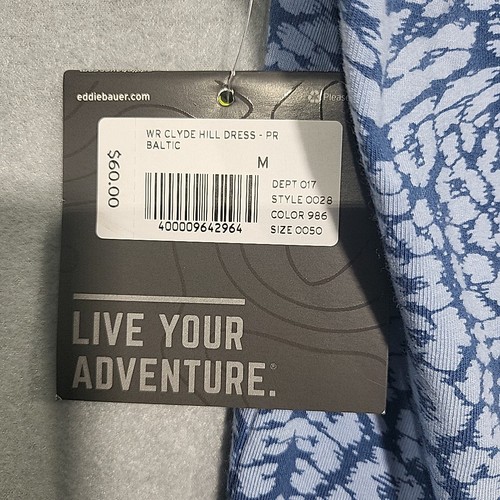 eddiebauer.com
Please
WR CLYDE HILL DRESS - PR
BALTIC
M
$60.00
DEPT 017
STYLE 0028
COLOR 986
SIZE 0050
400009642964
LIVE YOUR
ADVENTURE.®